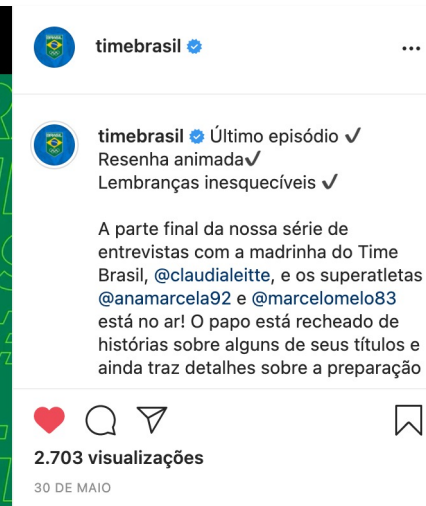 timebrasil
timebrasil Último episódio ✔
Resenha animada✔
Lembranças inesquecíveis ✔
A parte final da nossa série de
entrevistas com a madrinha do Time
Brasil, @claudialeitte, e os superatletas
@anamarcela92 e @marcelomelo83
está no ar! O papo está recheado de
histórias sobre alguns de seus títulos e
ainda traz detalhes sobre a preparação
2.703 visualizações
30 DE MAIO